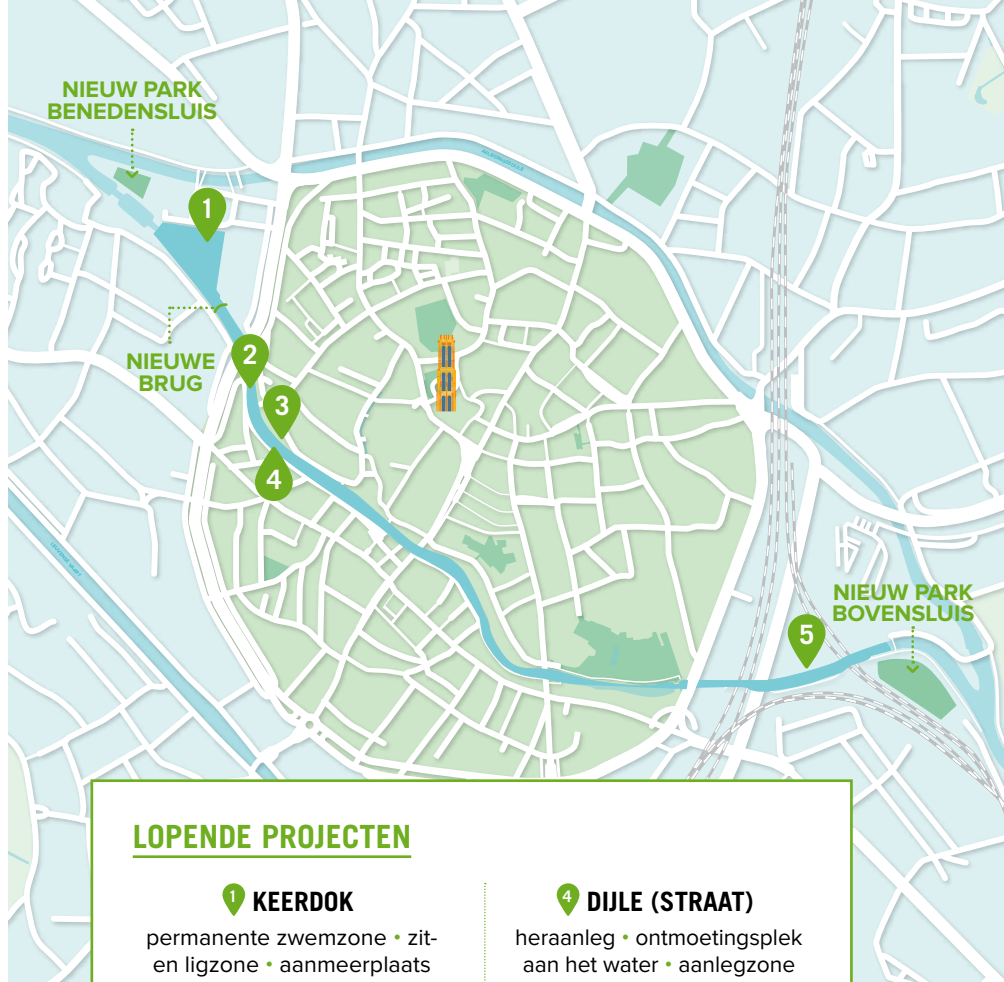 NIEUW PARK
BENEDENSLUIS
1
NIEUWE
BRUG
2
3
4
NIEUW PARK
BOVENSLUIS
5
LOPENDE PROJECTEN
1 KEERDOK
permanente zwemzone • zit-
en ligzone • aanmeerplaats
4 DIJLE (STRAAT)
heraanleg • ontmoetingsplek
aan het water • aanlegzone